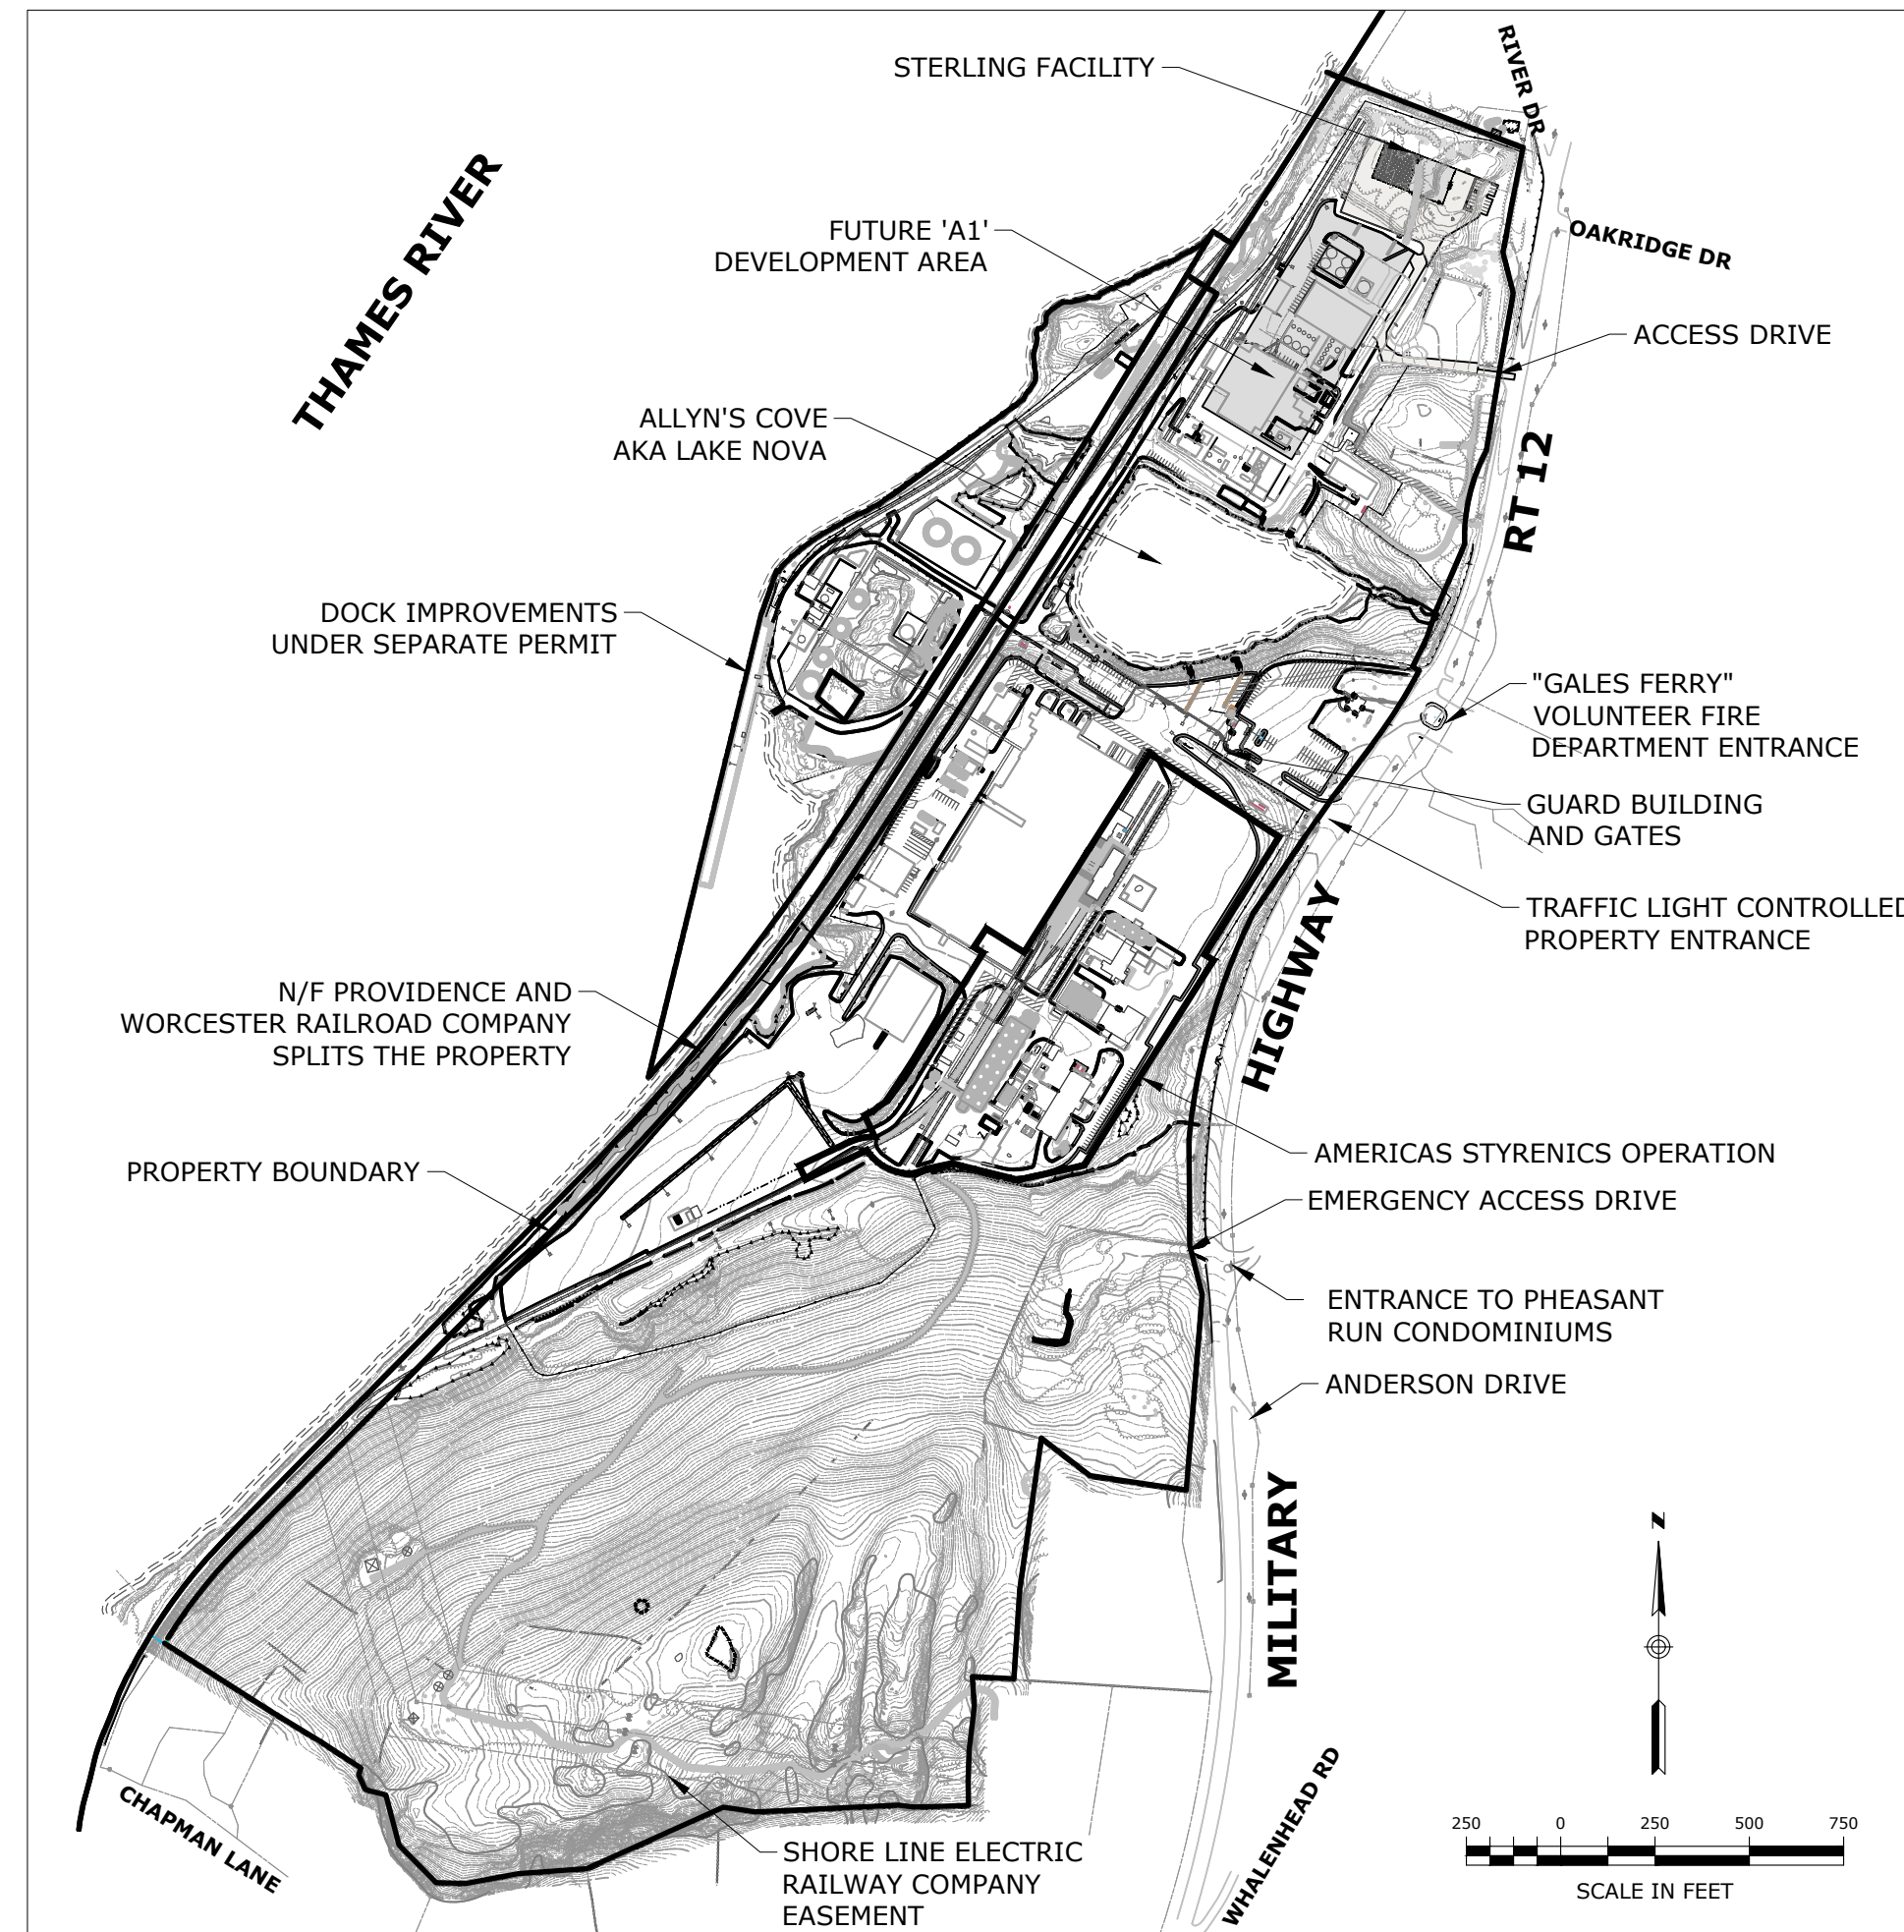 STERLING FACILITY
RIVER DR
THAMES RIVER
FUTURE 'A1'
DEVELOPMENT AREA
OAKRIDGE DR
ACCESS DRIVE
ALLYN'S COVE
AKA LAKE NOVA
RT 12
DOCK IMPROVEMENTS
UNDER SEPARATE PERMIT
"GALES FERRY"
VOLUNTEER FIRE
DEPARTMENT ENTRANCE
GUARD BUILDING
AND GATES
TRAFFIC LIGHT CONTROLLED
PROPERTY ENTRANCE
HIGHWAY
N/F PROVIDENCE AND
WORCESTER RAILROAD COMPANY
SPLITS THE PROPERTY
AMERICAS STYRENICS OPERATION
PROPERTY BOUNDARY
EMERGENCY ACCESS DRIVE
ENTRANCE TO PHEASANT
RUN CONDOMINIUMS
ANDERSON DRIVE
MILITARY
N
CHAPMAN LANE
WHALENHEAD RD
SHORE LINE ELECTRIC
RAILWAY COMPANY
EASEMENT
250 0 250 500 750
SCALE IN FEET